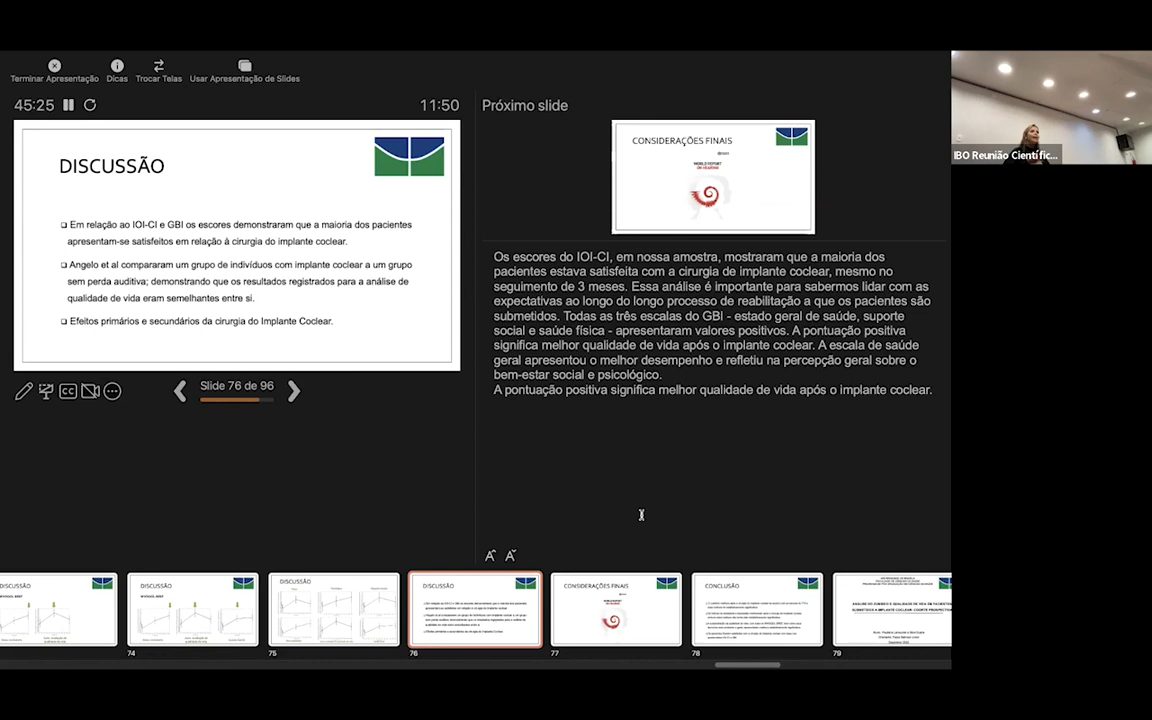 Terminar Apresentação
Dicas
Trocar Telas
Usar Apresentação de Slides
45:25
11:50
Próximo slide
DISCUSSÃO
❑ Em relação ao IOI-CI e GBI os escores demonstraram que a maioria dos pacientes
apresentam-se satisfeitos em relação à cirurgia do implante coclear.
❑ Angelo et al compararam um grupo de indivíduos com implante coclear a um grupo
sem perda auditiva; demonstrando que os resultados registrados para a análise de
qualidade de vida eram semelhantes entre si.
❑ Efeitos primários e secundários da cirurgia do Implante Coclear.
CONSIDERAÇÕES FINAIS
WORLD REPORT
ON HEARING
Os escores do IOI-CI, em nossa amostra, mostraram que a maioria dos
pacientes estava satisfeita com a cirurgia de implante coclear, mesmo no
seguimento de 3 meses. Essa análise é importante para sabermos lidar com as
expectativas ao longo do longo processo de reabilitação a que os pacientes são
submetidos. Todas as três escalas do GBI - estado geral de saúde, suporte
social e saúde física - apresentaram valores positivos. A pontuação positiva
significa melhor qualidade de vida após o implante coclear. A escala de saúde
geral apresentou o melhor desempenho e refletiu na percepção geral sobre o
bem-estar social e psicológico.
A pontuação positiva significa melhor qualidade de vida após o implante coclear.
IBO Reunião Científic...
CC
Slide 76 de 96
A A
DISCUSSÃO
DISCUSSÃO
DISCUSSÃO
DISCUSSÃO
CONSIDERAÇÕES FINAIS
CONCLUSÃO
74
75
76
77
78
79